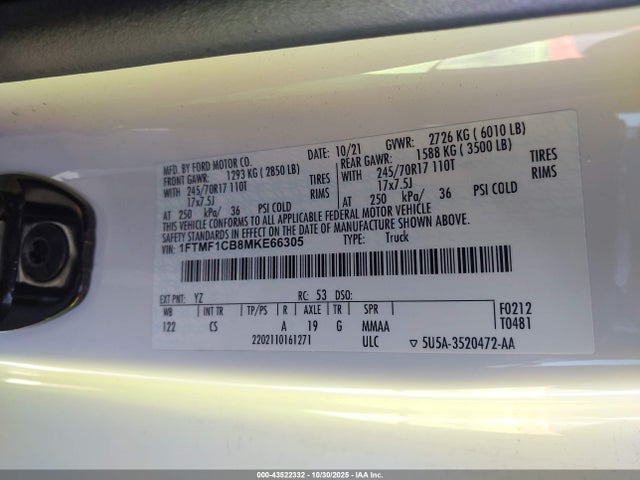 MFD. BY FORD MOTOR CO.
DATE: 10/21 GVWR: 2726 KG ( 6010 LB)
FRONT GAWR: 1293 KG ( 2850 LB) REAR GAWR: 1588 KG ( 3500 LB)
WITH 245/70R17 110T TIRES WITH 245/70R17 110T TIRES
17x7.5J RIMS 17x7.5J RIMS
AT 250 kPa/ 36 PSI COLD AT 250 kPa/ 36 PSI COLD
THIS VEHICLE CONFORMS TO ALL APPLICABLE FEDERAL MOTOR VEHICLE
SAFETY STANDARDS IN EFFECT ON THE DATE OF MANUFACTURE SHOWN ABOVE.
VIN: 1FTMF1CB8MKE66305 TYPE: Truck
EXT PNT: YZ RC: 53 DSO:
WB INT TR TP/PS R AXLE TR SPR F0212
122 CS A 19 G MMAA T0481
2202110161271 ULC ▽ 5U5A-3520472-AA
000-43522332 - 10/30/2025 - IAA Inc.